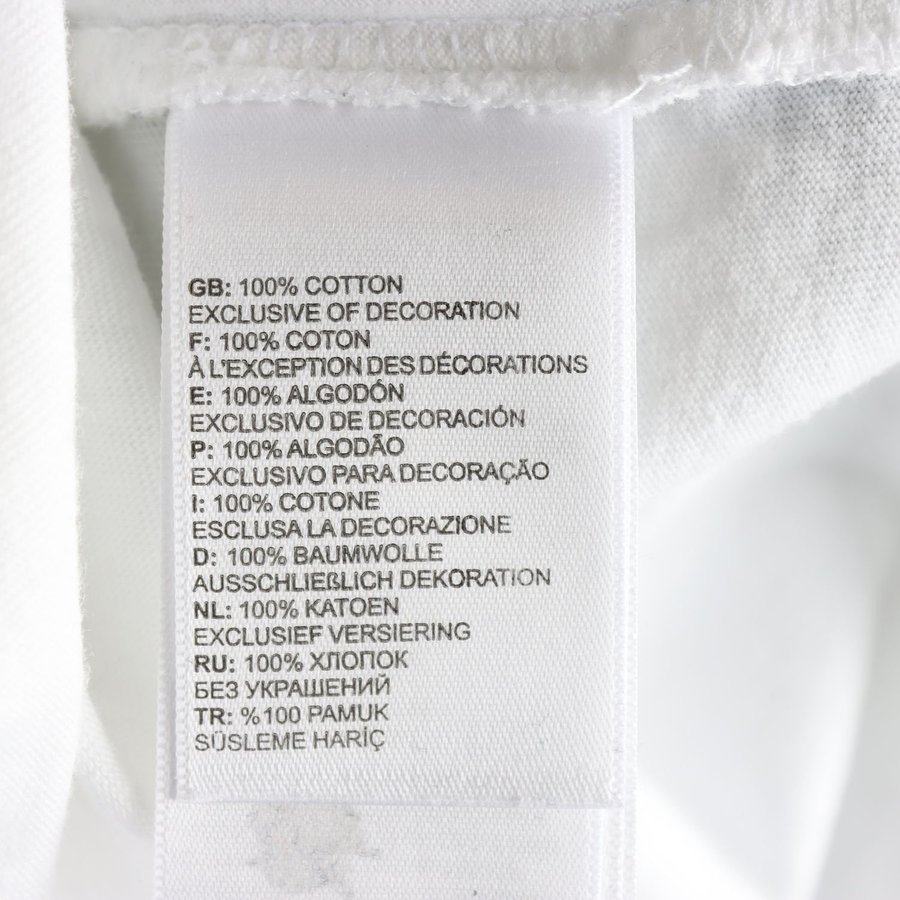 GB: 100% COTTON
EXCLUSIVE OF DECORATION
F: 100% COTON
À L'EXCEPTION DES DÉCORATIONS
E: 100% ALGODÓN
EXCLUSIVO DE DECORACIÓN
P: 100% ALGODÃO
EXCLUSIVO PARA DECORAÇÃO
I: 100% COTONE
ESCLUSA LA DECORAZIONE
D: 100% BAUMWOLLE
AUSSCHLIEßLICH DEKORATION
NL: 100% KATOEN
EXCLUSIEF VERSIERING
RU: 100% ХЛОПОК
БЕЗ УКРАШЕНИЙ
TR: %100 PAMUK
SÜSLEME HARİÇ